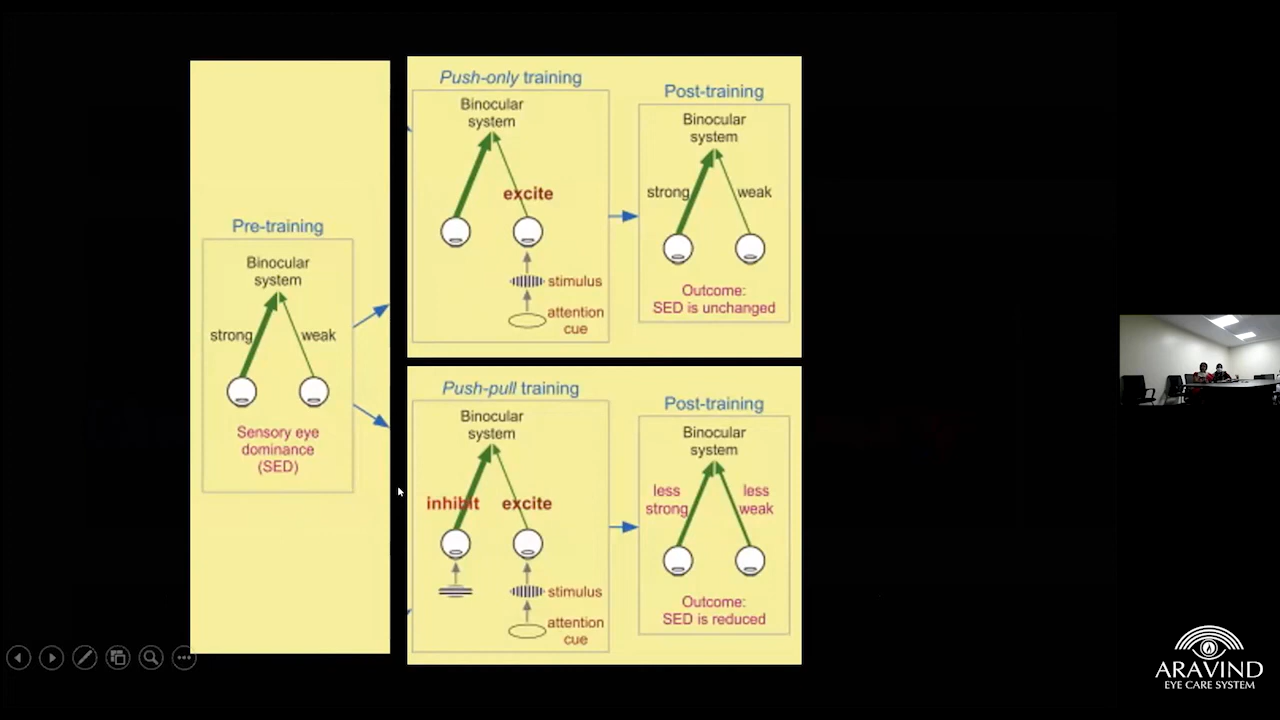 Pre-training
Binocular
system
strong
weak
Sensory eye
dominance
(SED)
Push-only training
Binocular
system
excite
stimulus
attention
cue
Post-training
Binocular
system
strong
weak
Outcome:
SED is unchanged
Push-pull training
Binocular
system
inhibit
excite
stimulus
attention
cue
Post-training
Binocular
system
less
strong
less
weak
Outcome:
SED is reduced
ARAVIND
EYE CARE SYSTEM